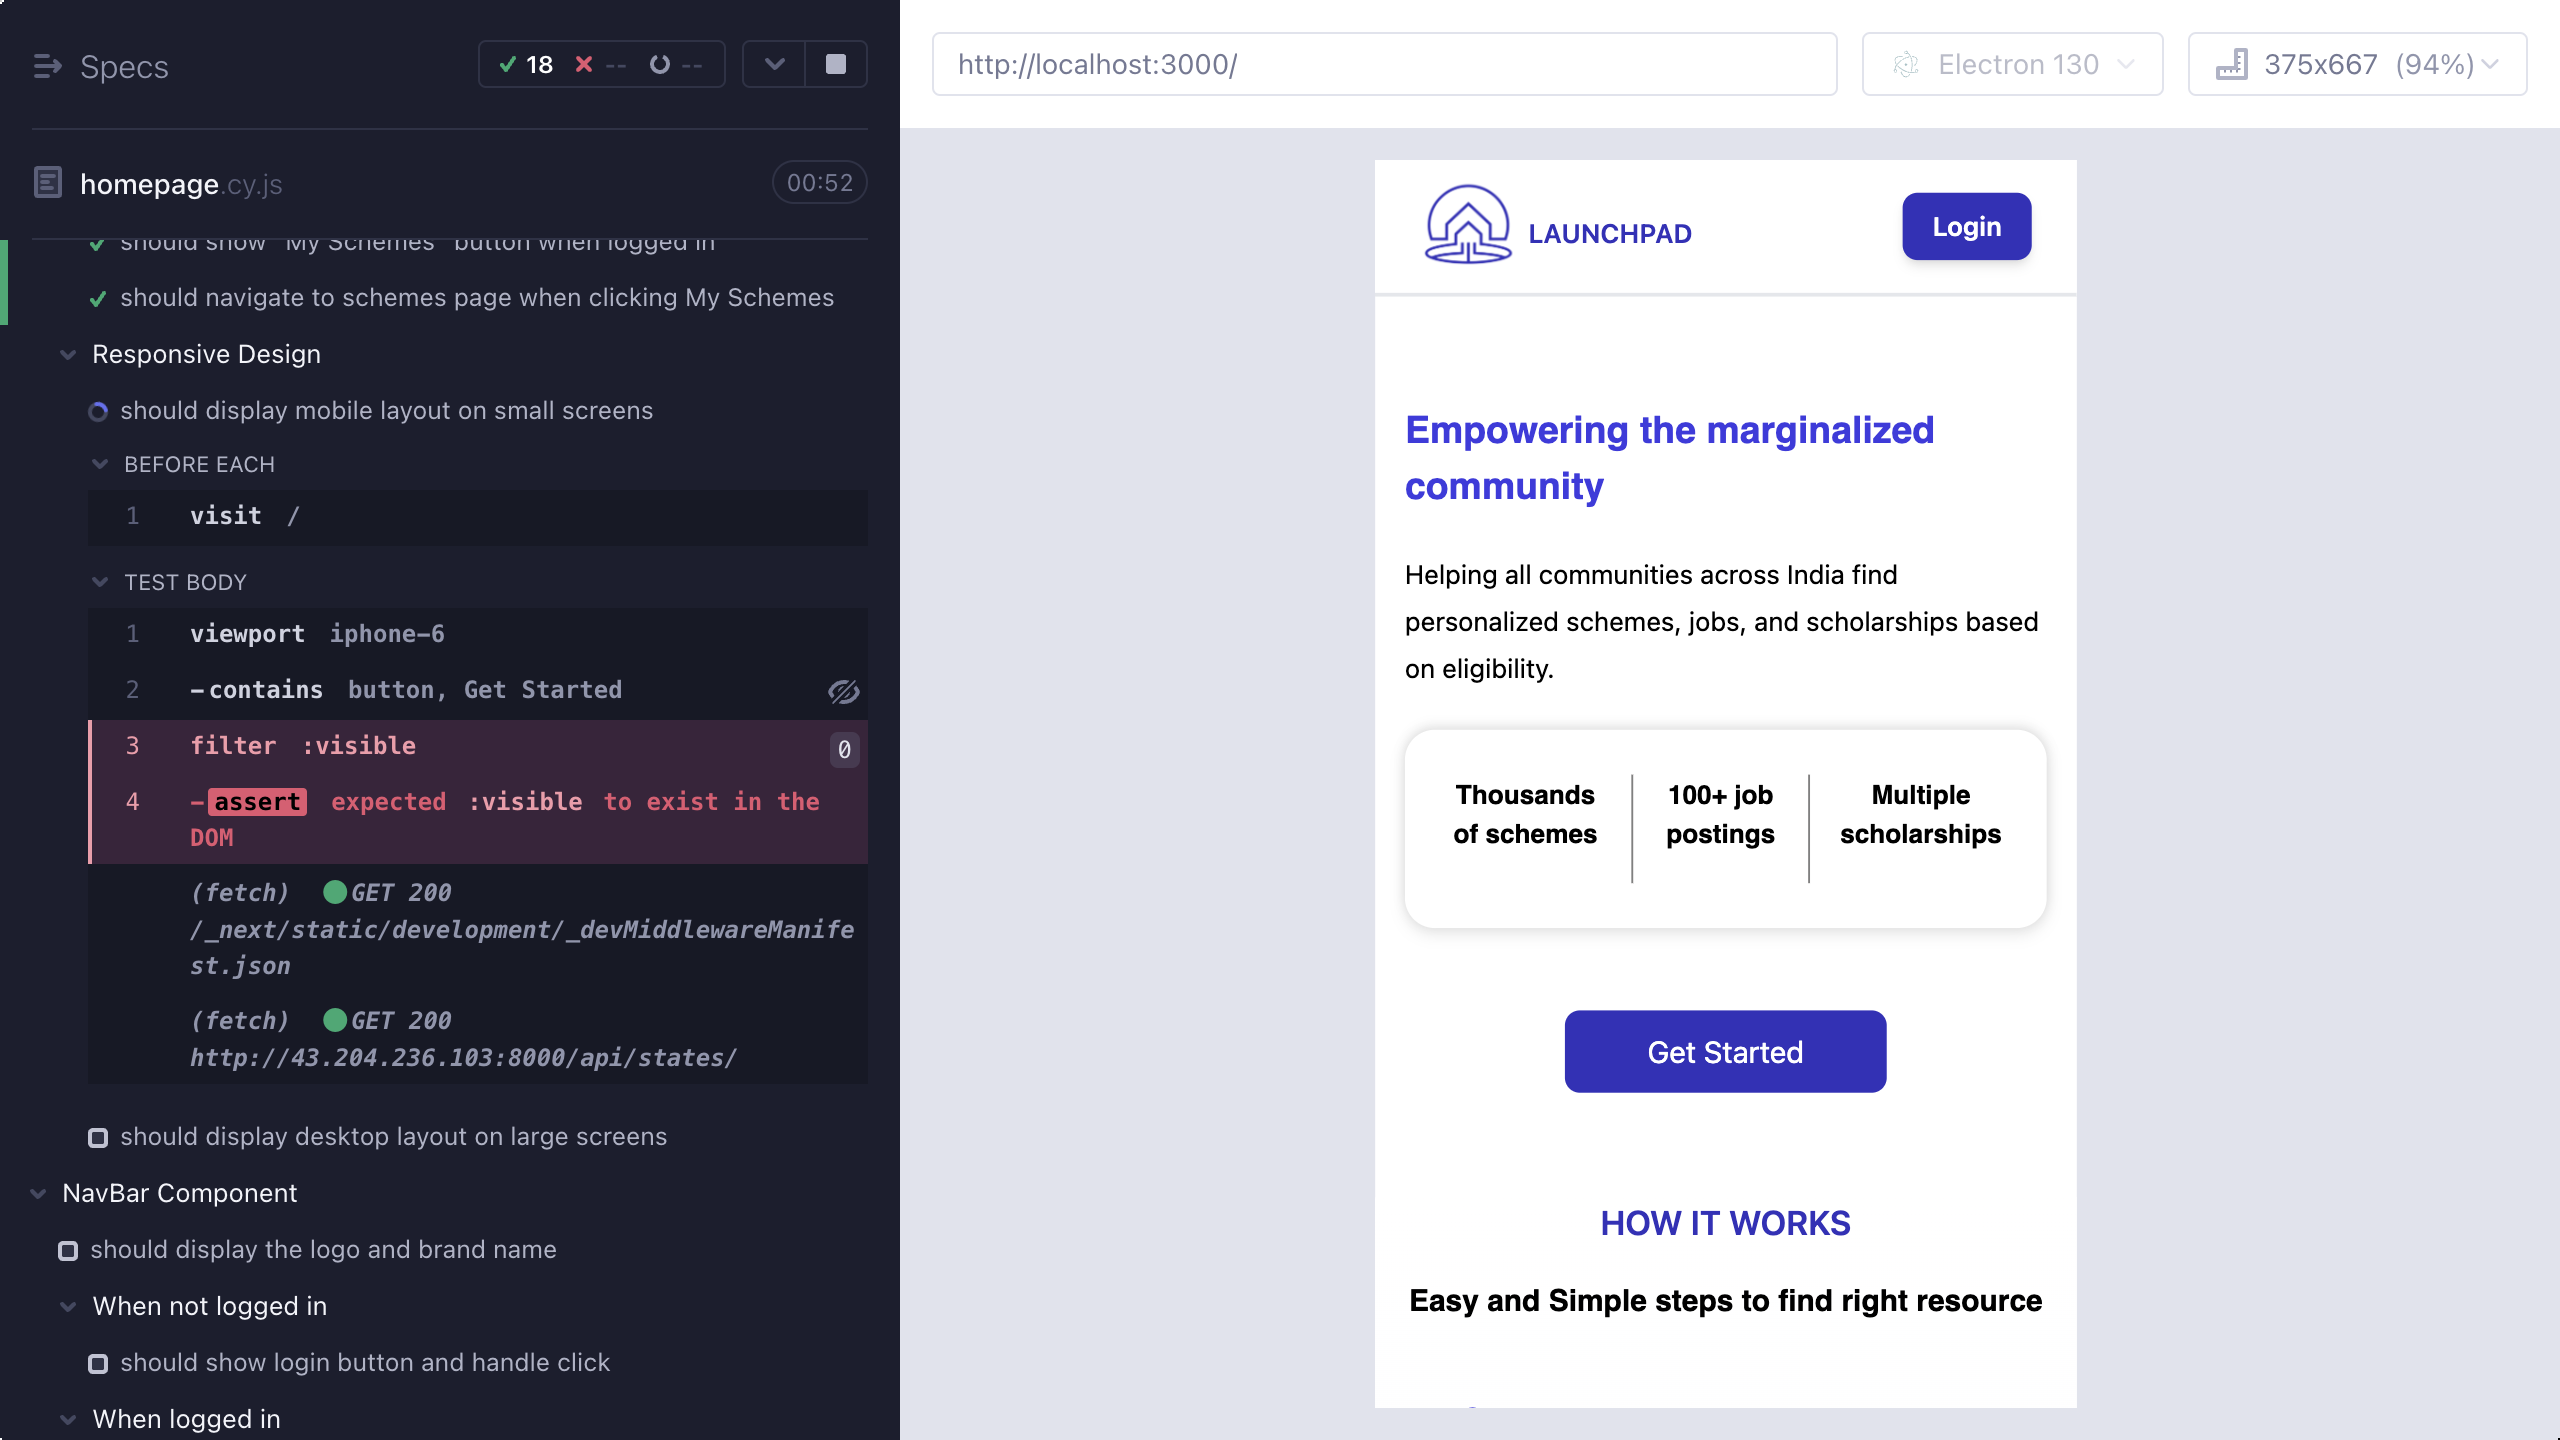 Specs
18 -- --
homepage.cy.js
00:52
should show "My Schemes" button when logged in
should navigate to schemes page when clicking My Schemes
Responsive Design
should display mobile layout on small screens
BEFORE EACH
1 visit /
TEST BODY
1 viewport iphone-6
2 -contains button, Get Started
3 filter :visible 0
4 -assert expected :visible to exist in the
DOM
(fetch) GET 200
/_next/static/development/_devMiddlewareManife
st.json
(fetch) GET 200
http://43.204.236.103:8000/api/states/
should display desktop layout on large screens
NavBar Component
should display the logo and brand name
When not logged in
should show login button and handle click
When logged in
http://localhost:3000/
Electron 130
375x667 (94%)
LAUNCHPAD
Login
Empowering the marginalized
community
Helping all communities across India find
personalized schemes, jobs, and scholarships based
on eligibility.
Thousands
of schemes
100+ job
postings
Multiple
scholarships
Get Started
HOW IT WORKS
Easy and Simple steps to find right resource